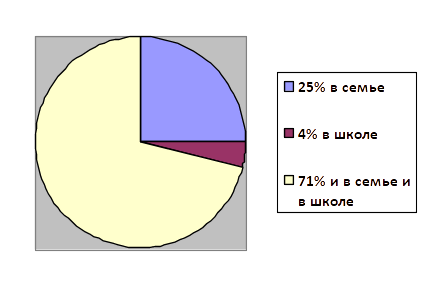 25% в семье
4% в школе
71% и в семье и
в школе